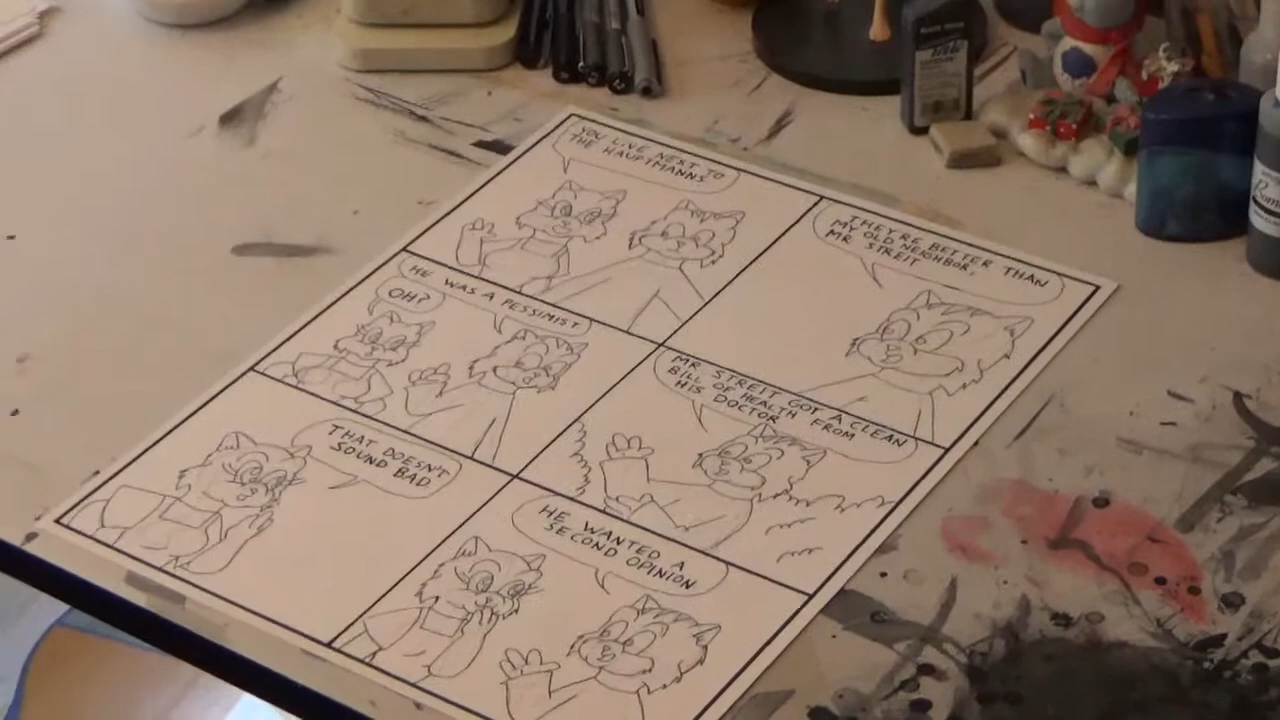 YOU LIVE NEXT TO
THE HAUPTMANNS
THEY'RE BETTER THAN
MY OLD NEIGHBOR,
MR STREIT
HE WAS A PESSIMIST
OH?
MR. STREIT GOT A CLEAN
BILL OF HEALTH FROM
HIS DOCTOR
THAT DOESN'T
SOUND BAD
HE WANTED A
SECOND OPINION